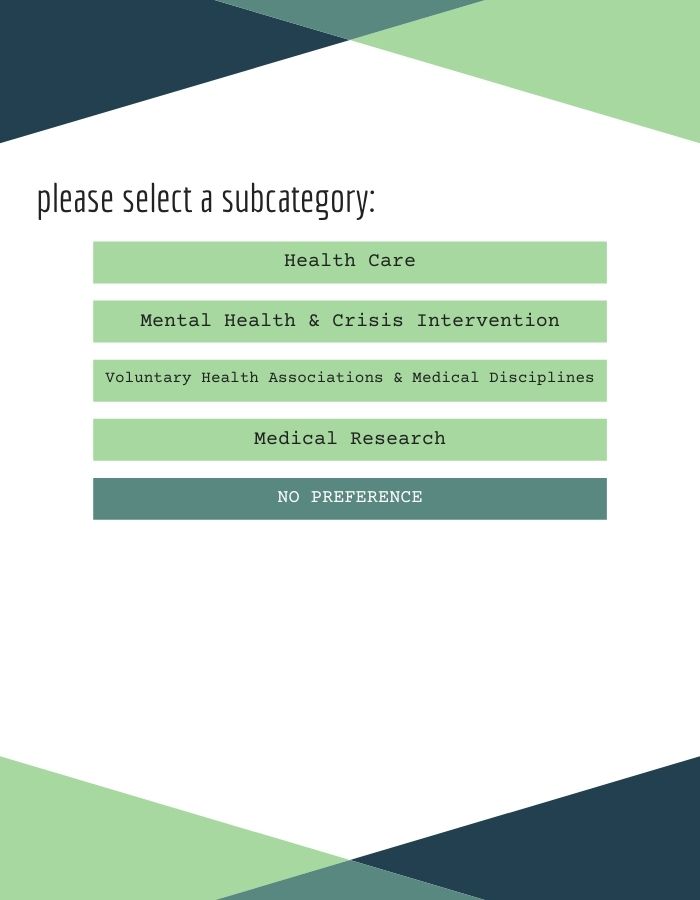 please select a subcategory:
Health Care
Mental Health & Crisis Intervention
Voluntary Health Associations & Medical Disciplines
Medical Research
NO PREFERENCE